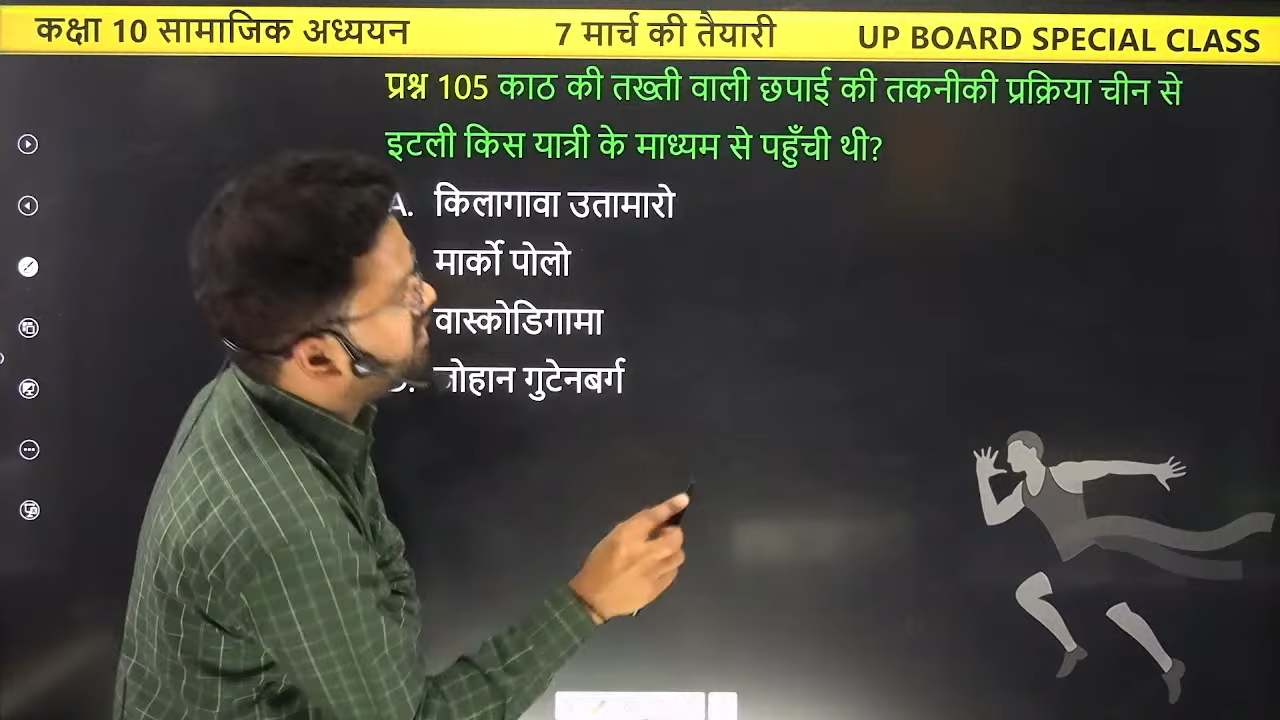 कक्षा 10 सामाजिक अध्ययन 7 मार्च की तैयारी UP BOARD SPECIAL CLASS
प्रश्न 105 काठ की तख्ती वाली छपाई की तकनीकी प्रक्रिया चीन से
इटली किस यात्री के माध्यम से पहुँची थी?
A. किलागावा उतामारो
मार्को पोलो
वास्कोडिगामा
गुटेनबर्ग